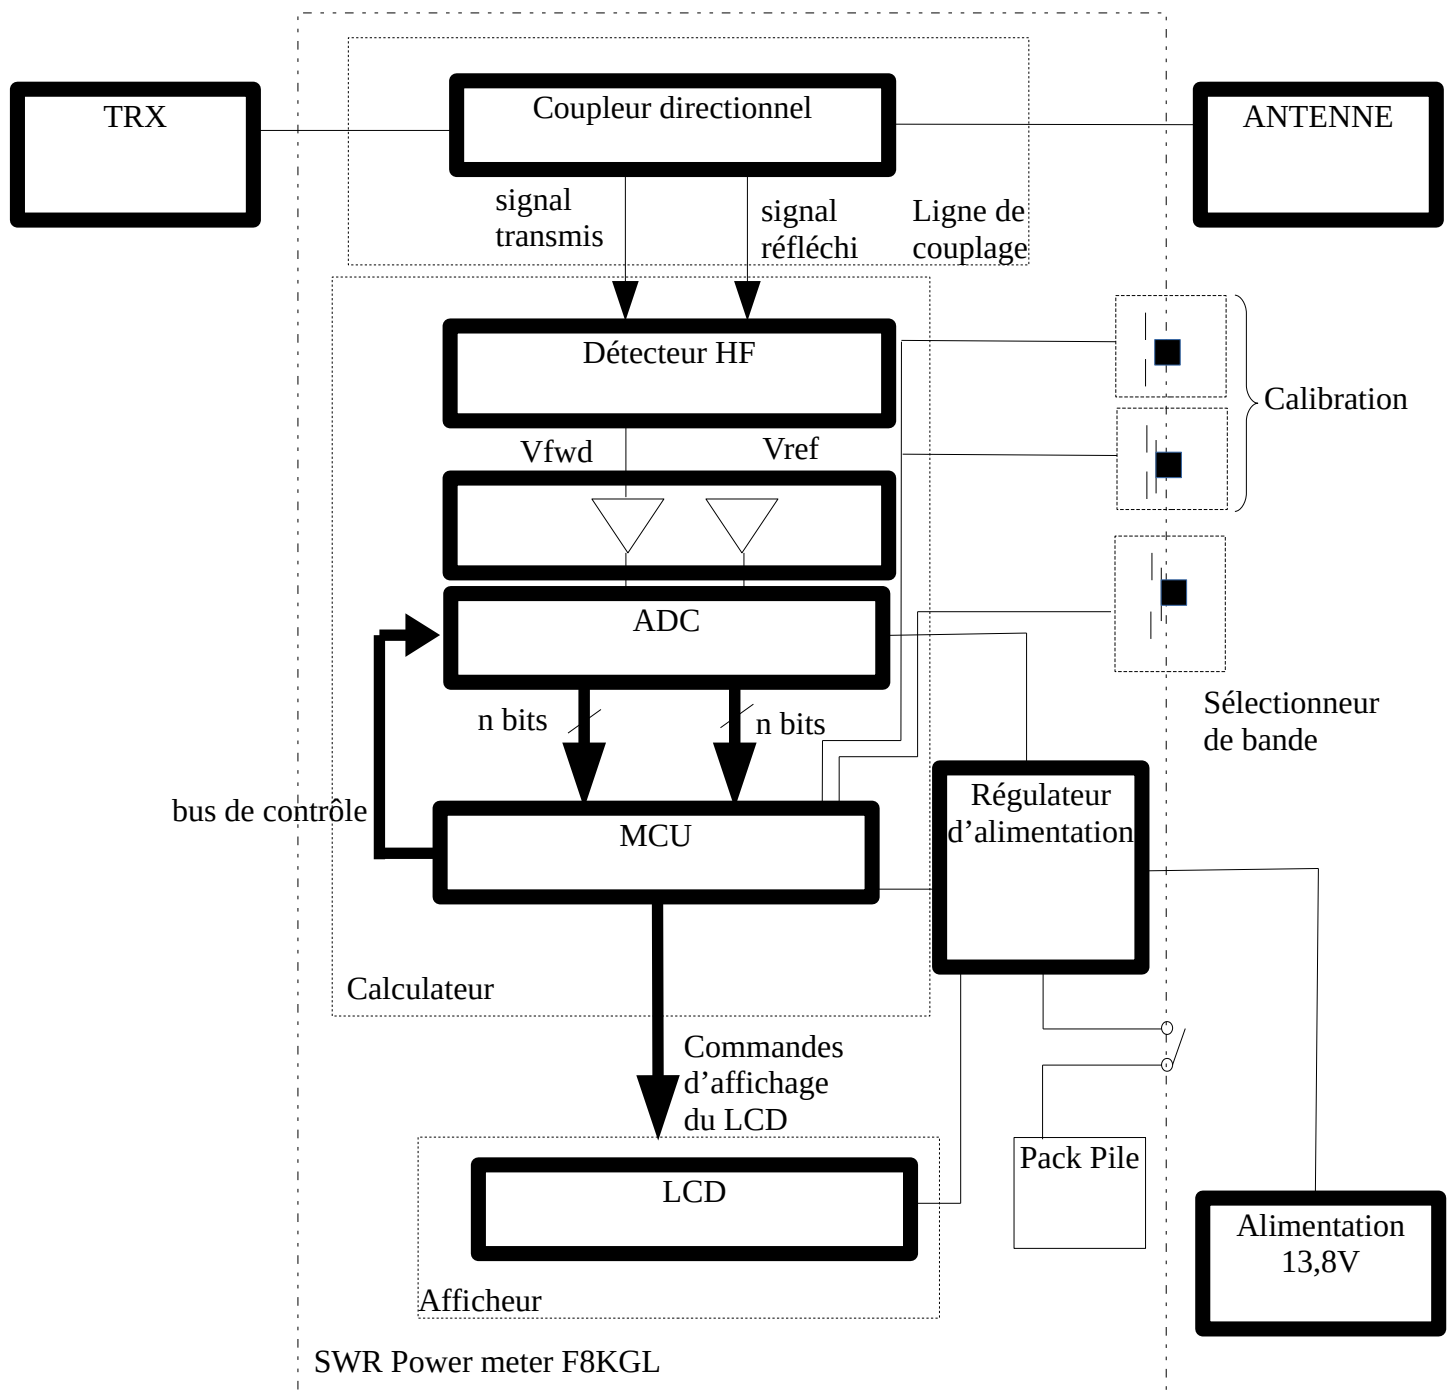 TRX
Coupleur directionnel
ANTENNE
signal
transmis
signal
réfléchi
Ligne de
couplage
Détecteur HF
Calibration
Vfwd
Vref
ADC
n bits
n bits
Sélectionneur
de bande
bus de contrôle
MCU
Régulateur
d’alimentation
Calculateur
Commandes
d’affichage
du LCD
Pack Pile
LCD
Alimentation
13,8V
Afficheur
SWR Power meter F8KGL